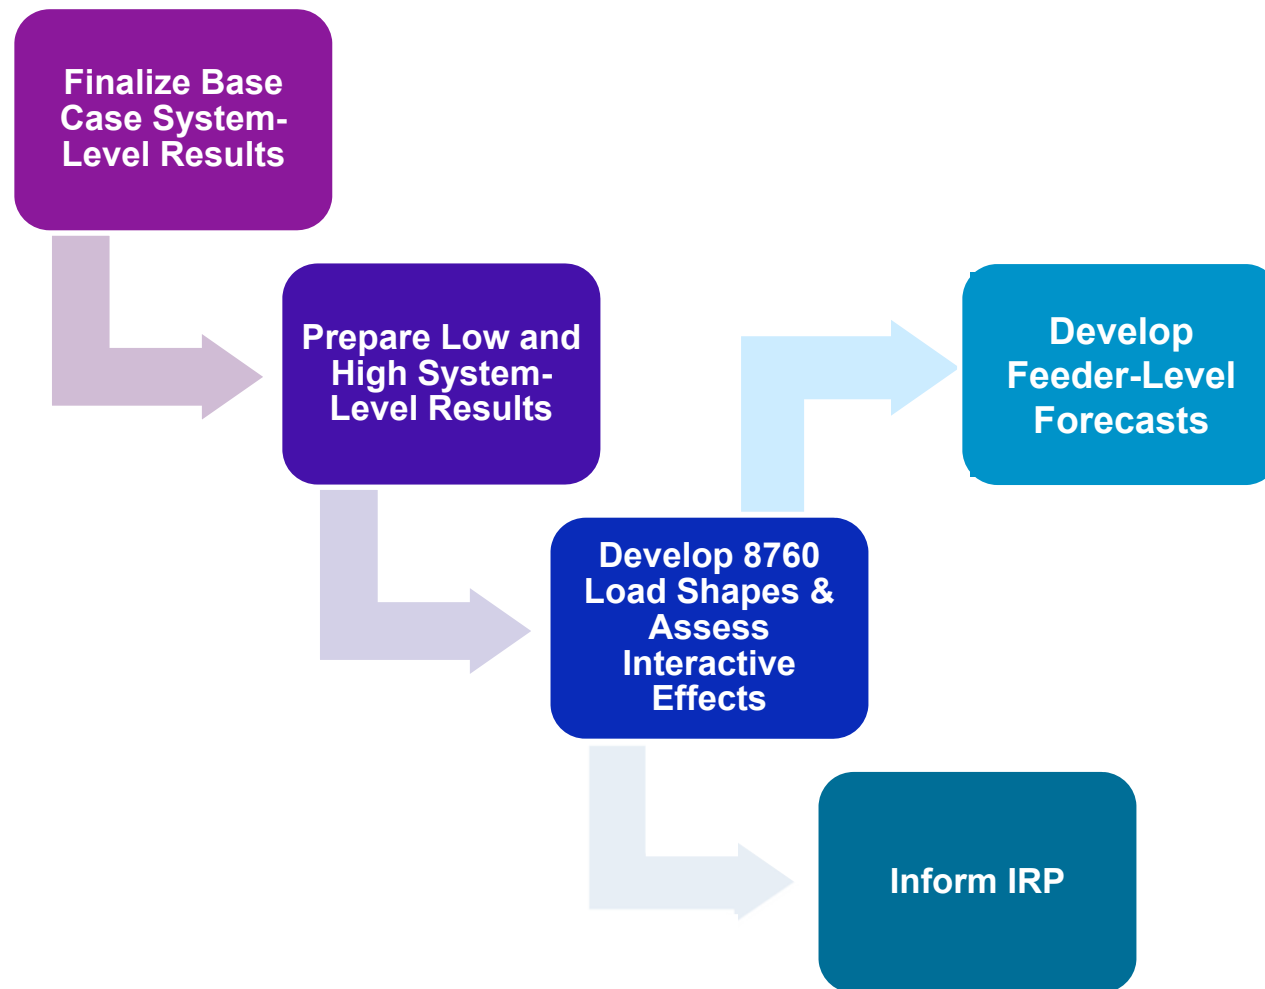 Finalize Base
Case System-
Level Results
Prepare Low and
High System-
Level Results
Develop
Feeder-Level
Forecasts
Develop 8760
Load Shapes &
Assess
Interactive
Effects
Inform IRP